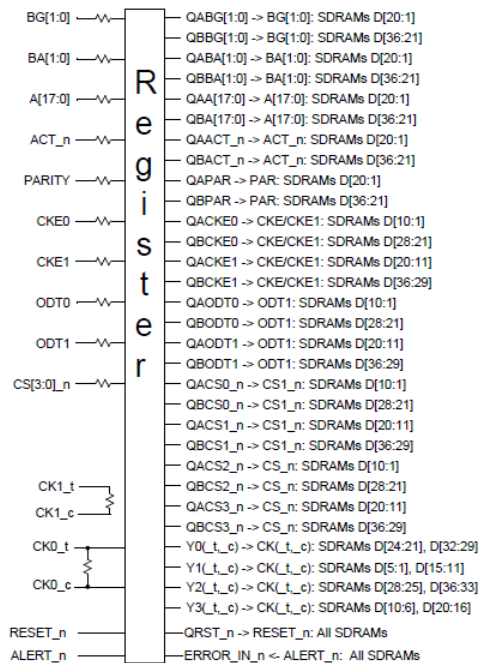 BG[1:0]
BA[1:0]
A[17:0]
ACT_n
PARITY
CKE0
CKE1
ODT0
ODT1
CS[3:0]_n
CK1_t
CK1_c
CK0_t
CK0_c
RESET_n
ALERT_n
Register
QABG[1:0] -> BG[1:0]: SDRAMs D[20:1]
QBBG[1:0] -> BG[1:0]: SDRAMs D[36:21]
QABA[1:0] -> BA[1:0]: SDRAMs D[20:1]
QBBA[1:0] -> BA[1:0]: SDRAMs D[36:21]
QAA[17:0] -> A[17:0]: SDRAMs D[20:1]
QBA[17:0] -> A[17:0]: SDRAMs D[36:21]
QAACT_n -> ACT_n: SDRAMs D[20:1]
QBACT_n -> ACT_n: SDRAMs D[36:21]
QAPAR -> PAR: SDRAMs D[20:1]
QBPAR -> PAR: SDRAMs D[36:21]
QACKE0 -> CKE/CKE1: SDRAMs D[10:1]
QBCKE0 -> CKE/CKE1: SDRAMs D[28:21]
QACKE1 -> CKE/CKE1: SDRAMs D[20:11]
QBCKE1 -> CKE/CKE1: SDRAMs D[36:29]
QAODT0 -> ODT1: SDRAMs D[10:1]
QBODT0 -> ODT1: SDRAMs D[28:21]
QAODT1 -> ODT1: SDRAMs D[20:11]
QBODT1 -> ODT1: SDRAMs D[36:29]
QACS0_n -> CS1_n: SDRAMs D[10:1]
QBCS0_n -> CS1_n: SDRAMs D[28:21]
QACS1_n -> CS1_n: SDRAMs D[20:11]
QBCS1_n -> CS1_n: SDRAMs D[36:29]
QACS2_n -> CS_n: SDRAMs D[10:1]
QBCS2_n -> CS_n: SDRAMs D[28:21]
QACS3_n -> CS_n: SDRAMs D[20:11]
QBCS3_n -> CS_n: SDRAMs D[36:29]
Y0(_t,_c) -> CK(_t,_c): SDRAMs D[24:21], D[32:29]
Y1(_t,_c) -> CK(_t,_c): SDRAMs D[5:1], D[15:11]
Y2(_t,_c) -> CK(_t,_c): SDRAMs D[28:25], D[36:33]
Y3(_t,_c) -> CK(_t,_c): SDRAMs D[10:6], D[20:16]
QRST_n -> RESET_n: All SDRAMs
ERROR_IN_n <- ALERT_n: All SDRAMs